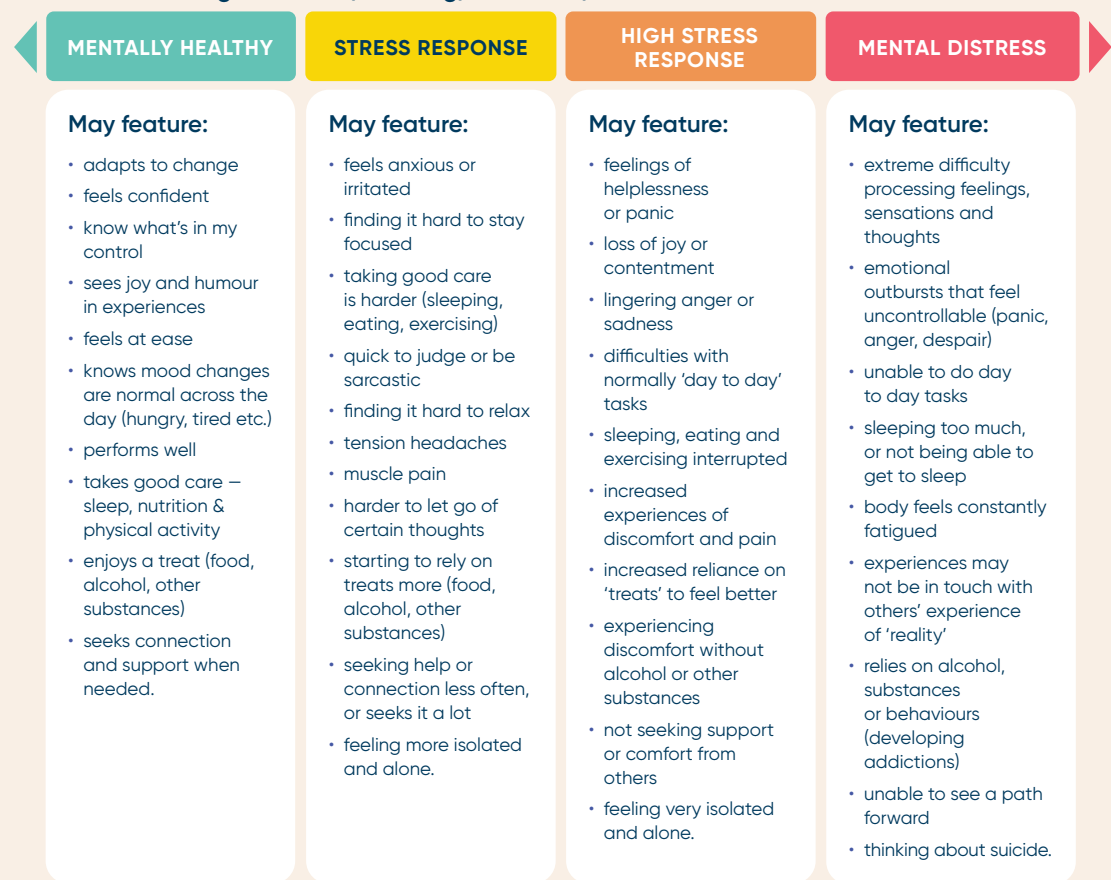 MENTALLY HEALTHY
May feature:
• adapts to change
• feels confident
• know what's in my
control
• sees joy and humour
in experiences
• feels at ease
• knows mood changes
are normal across the
day (hungry, tired etc.)
• performs well
• takes good care –
sleep, nutrition &
physical activity
• enjoys a treat (food,
alcohol, other
substances)
• seeks connection
and support when
needed.
STRESS RESPONSE
May feature:
• feels anxious or
irritated
• finding it hard to stay
focused
• taking good care
is harder (sleeping,
eating, exercising)
• quick to judge or be
sarcastic
• finding it hard to relax
• tension headaches
• muscle pain
• harder to let go of
certain thoughts
• starting to rely on
treats more (food,
alcohol, other
substances)
• seeking help or
connection less often,
or seeks it a lot
• feeling more isolated
and alone.
HIGH STRESS
RESPONSE
May feature:
• feelings of
helplessness
or panic
• loss of joy or
contentment
• lingering anger or
sadness
• difficulties with
normally 'day to day'
tasks
• sleeping, eating and
exercising interrupted
• increased
experiences of
discomfort and pain
• increased reliance on
'treats' to feel better
• experiencing
discomfort without
alcohol or other
substances
• not seeking support
or comfort from
others
• feeling very isolated
and alone.
MENTAL DISTRESS
May feature:
• extreme difficulty
processing feelings,
sensations and
thoughts
• emotional
outbursts that feel
uncontrollable (panic,
anger, despair)
• unable to do day
to day tasks
• sleeping too much,
or not being able to
get to sleep
• body feels constantly
fatigued
• experiences may
not be in touch with
others' experience
of 'reality'
• relies on alcohol,
substances
or behaviours
(developing
addictions)
• unable to see a path
forward
• thinking about suicide.